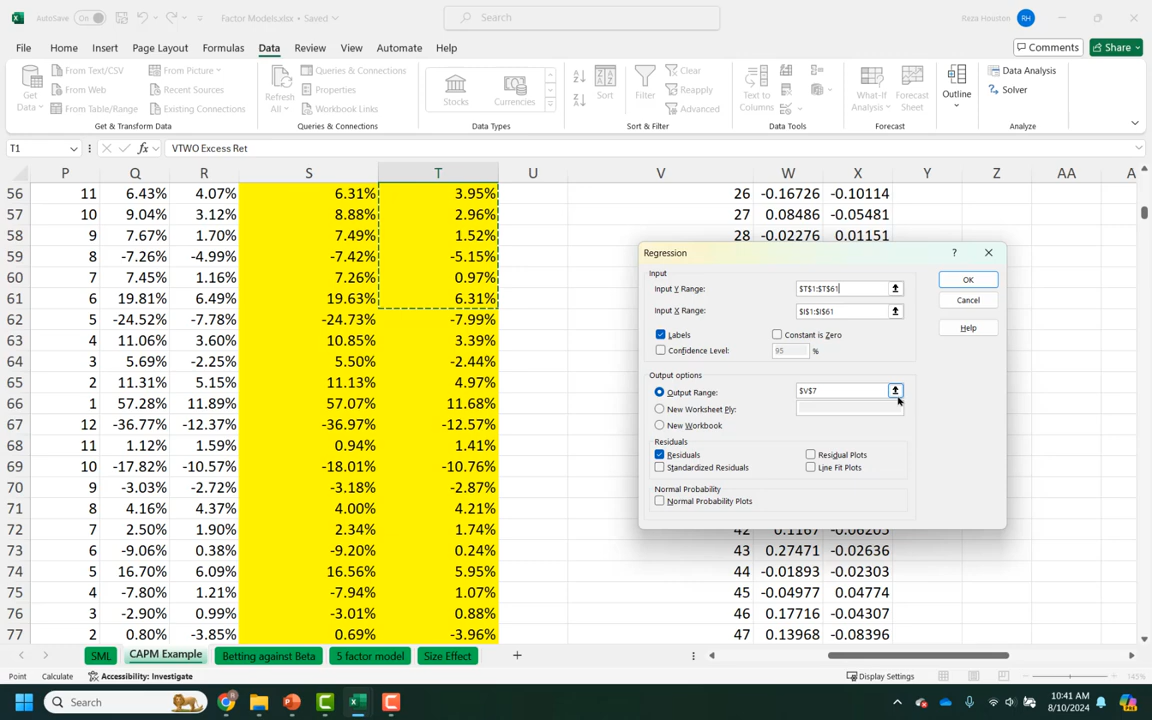 AutoSave On Factor Models.xlsx • Saved Search Reza Houston RH
File Home Insert Page Layout Formulas Data Review View Automate Help Comments Share
Get Data From Text/CSV From Picture Refresh All Queries & Connections Stocks Currencies Sort Filter Clear Text to Columns What-If Analysis Forecast Sheet Outline Data Analysis
From Web Recent Sources Properties Reapply Solver
From Table/Range Existing Connections Workbook Links Advanced
Get & Transform Data Queries & Connections Data Types Sort & Filter Data Tools Forecast Analyze
T1 fx VTWO Excess Ret
P Q R S T U V W X Y Z AA A
56 11 6.43% 4.07% 6.31% 3.95% 26 -0.16726 -0.10114
57 10 9.04% 3.12% 8.88% 2.96% 27 0.08486 -0.05481
58 9 7.67% 1.70% 7.49% 1.52% 28 -0.02276 0.01151
59 8 -7.26% -4.99% -7.42% -5.15%
60 7 7.45% 1.16% 7.26% 0.97%
61 6 19.81% 6.49% 19.63% 6.31%
62 5 -24.52% -7.78% -24.73% -7.99%
63 4 11.06% 3.60% 10.85% 3.39%
64 3 5.69% -2.25% 5.50% -2.44%
65 2 11.31% 5.15% 11.13% 4.97%
66 1 57.28% 11.89% 57.07% 11.68%
67 12 -36.77% -12.37% -36.97% -12.57%
68 11 1.12% 1.59% 0.94% 1.41%
69 10 -17.82% -10.57% -18.01% -10.76%
70 9 -3.03% -2.72% -3.18% -2.87%
71 8 4.16% 4.37% 4.00% 4.21%
72 7 2.50% 1.90% 2.34% 1.74% 42 0.1167 -0.06205
73 6 -9.06% 0.38% -9.20% 0.24% 43 0.27471 -0.02636
74 5 16.70% 6.09% 16.56% 5.95% 44 -0.01893 -0.02303
75 4 -7.80% 1.21% -7.94% 1.07% 45 -0.04977 0.04774
76 3 -2.90% 0.99% -3.01% 0.88% 46 0.17716 -0.04307
77 2 0.80% -3.85% 0.69% -3.96% 47 0.13968 -0.08396
Regression ?
Input
Input Y Range: $T$1:$T$61 OK
Input X Range: $I$1:$I$61 Cancel
Labels Constant is Zero Help
Confidence Level: 95 %
Output options
Output Range: $V$7
New Worksheet Ply:
New Workbook
Residuals
Residuals Residual Plots
Standardized Residuals Line Fit Plots
Normal Probability
Normal Probability Plots
SML CAPM Example Betting against Beta 5 factor model Size Effect
Point Calculate Accessibility: Investigate Display Settings 145%
Search 10:41 AM
8/10/2024